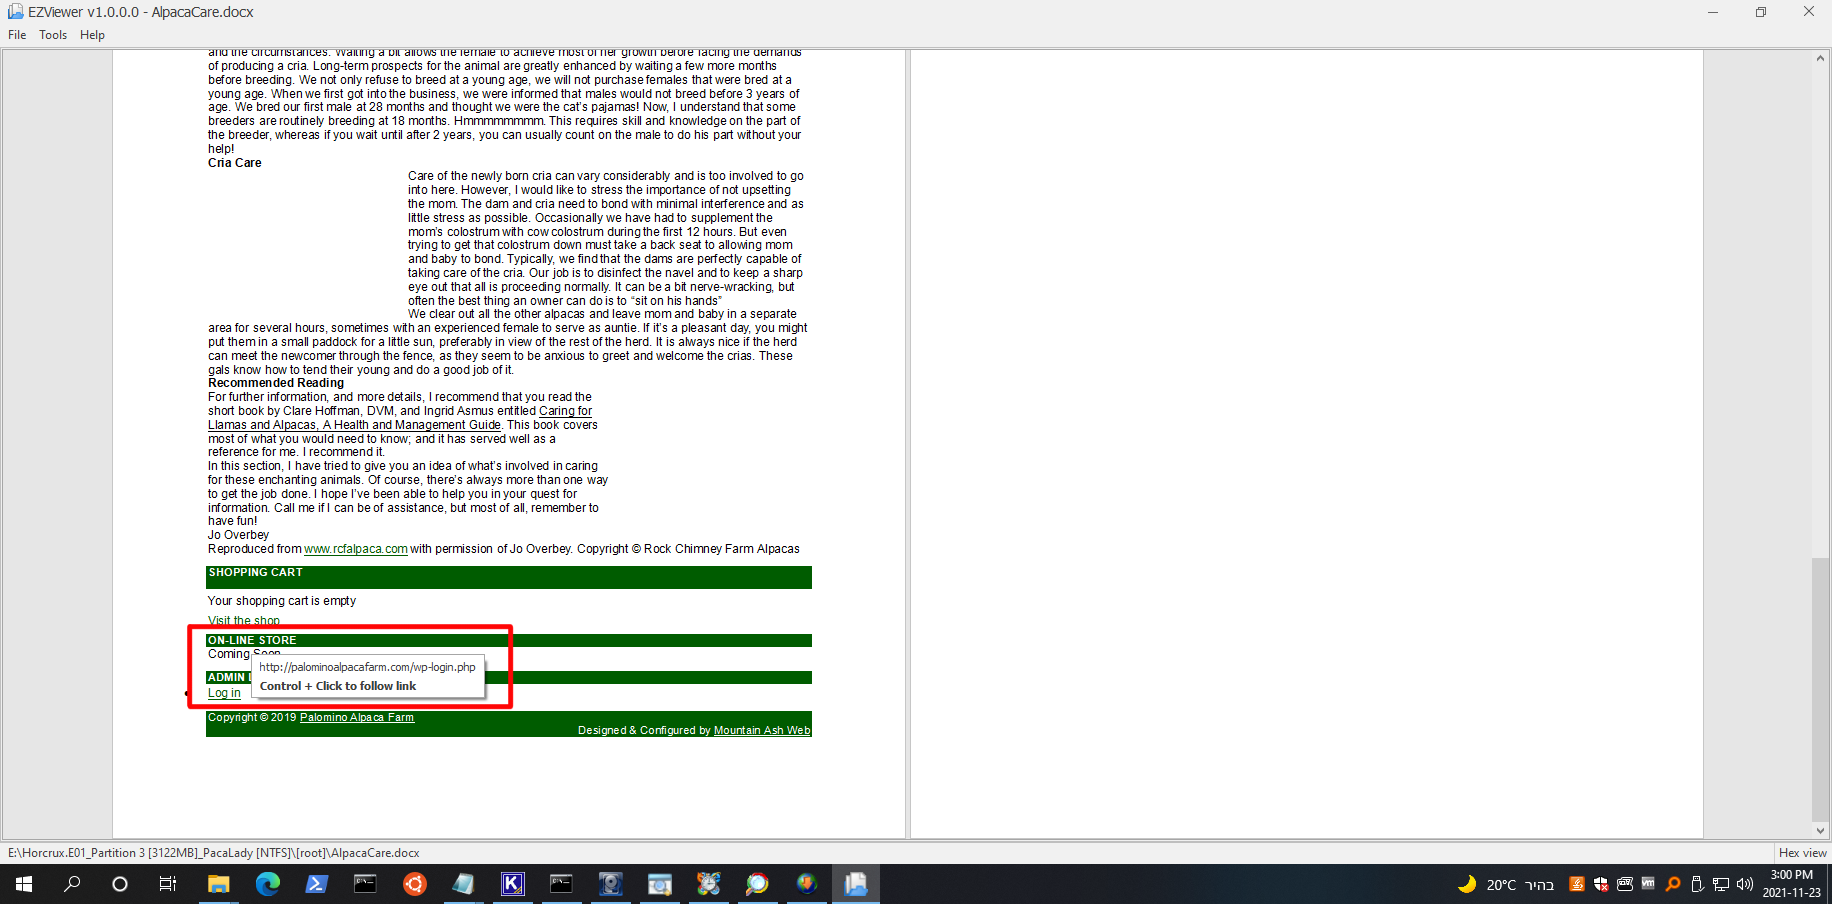 EZViewer v1.0.0.0 - AlpacaCare.docx
File Tools Help
and the circumstances. Waiting a bit allows the female to achieve most of her growth before facing the demands
of producing a cria. Long-term prospects for the animal are greatly enhanced by waiting a few more months
before breeding. We not only refuse to breed at a young age, we will not purchase females that were bred at a
young age. When we first got into the business, we were informed that males would not breed before 3 years of
age. We bred our first male at 28 months and thought we were the cat's pajamas! Now, I understand that some
breeders are routinely breeding at 18 months. Hmmmmmmmm. This requires skill and knowledge on the part of
the breeder, whereas if you wait until after 2 years, you can usually count on the male to do his part without your
help!
Cria Care
Care of the newly born cria can vary considerably and is too involved to go
into here. However, I would like to stress the importance of not upsetting
the mom. The dam and cria need to bond with minimal interference and as
little stress as possible. Occasionally we have had to supplement the
mom's colostrum with cow colostrum during the first 12 hours. But even
trying to get that colostrum down must take a back seat to allowing mom
and baby to bond. Typically, we find that the dams are perfectly capable of
taking care of the cria. Our job is to disinfect the navel and to keep a sharp
eye out that all is proceeding normally. It can be a bit nerve-wracking, but
often the best thing an owner can do is to “sit on his hands”
We clear out all the other alpacas and leave mom and baby in a separate
area for several hours, sometimes with an experienced female to serve as auntie. If it's a pleasant day, you might
put them in a small paddock for a little sun, preferably in view of the rest of the herd. It is always nice if the herd
can meet the newcomer through the fence, as they seem to be anxious to greet and welcome the crias. These
gals know how to tend their young and do a good job of it.
Recommended Reading
For further information, and more details, I recommend that you read the
short book by Clare Hoffman, DVM, and Ingrid Asmus entitled Caring for
Llamas and Alpacas, A Health and Management Guide. This book covers
most of what you would need to know; and it has served well as a
reference for me. I recommend it.
In this section, I have tried to give you an idea of what's involved in caring
for these enchanting animals. Of course, there's always more than one way
to get the job done. I hope I've been able to help you in your quest for
information. Call me if I can be of assistance, but most of all, remember to
have fun!
Jo Overbey
Reproduced from www.rcfalpaca.com with permission of Jo Overbey. Copyright © Rock Chimney Farm Alpacas
SHOPPING CART
Your shopping cart is empty
Visit the shop
ON-LINE STORE
Coming Soon
http://palominoalpacafarm.com/wp-login.php
ADMIN
Control + Click to follow link
Log in
Copyright © 2019 Palomino Alpaca Farm
Designed & Configured by Mountain Ash Web
E:\Horcrux.E01_Partition 3 [3122MB]_PacaLady [NTFS]\[root]\AlpacaCare.docx
Hex view
20°C בהיר
3:00 PM
2021-11-23